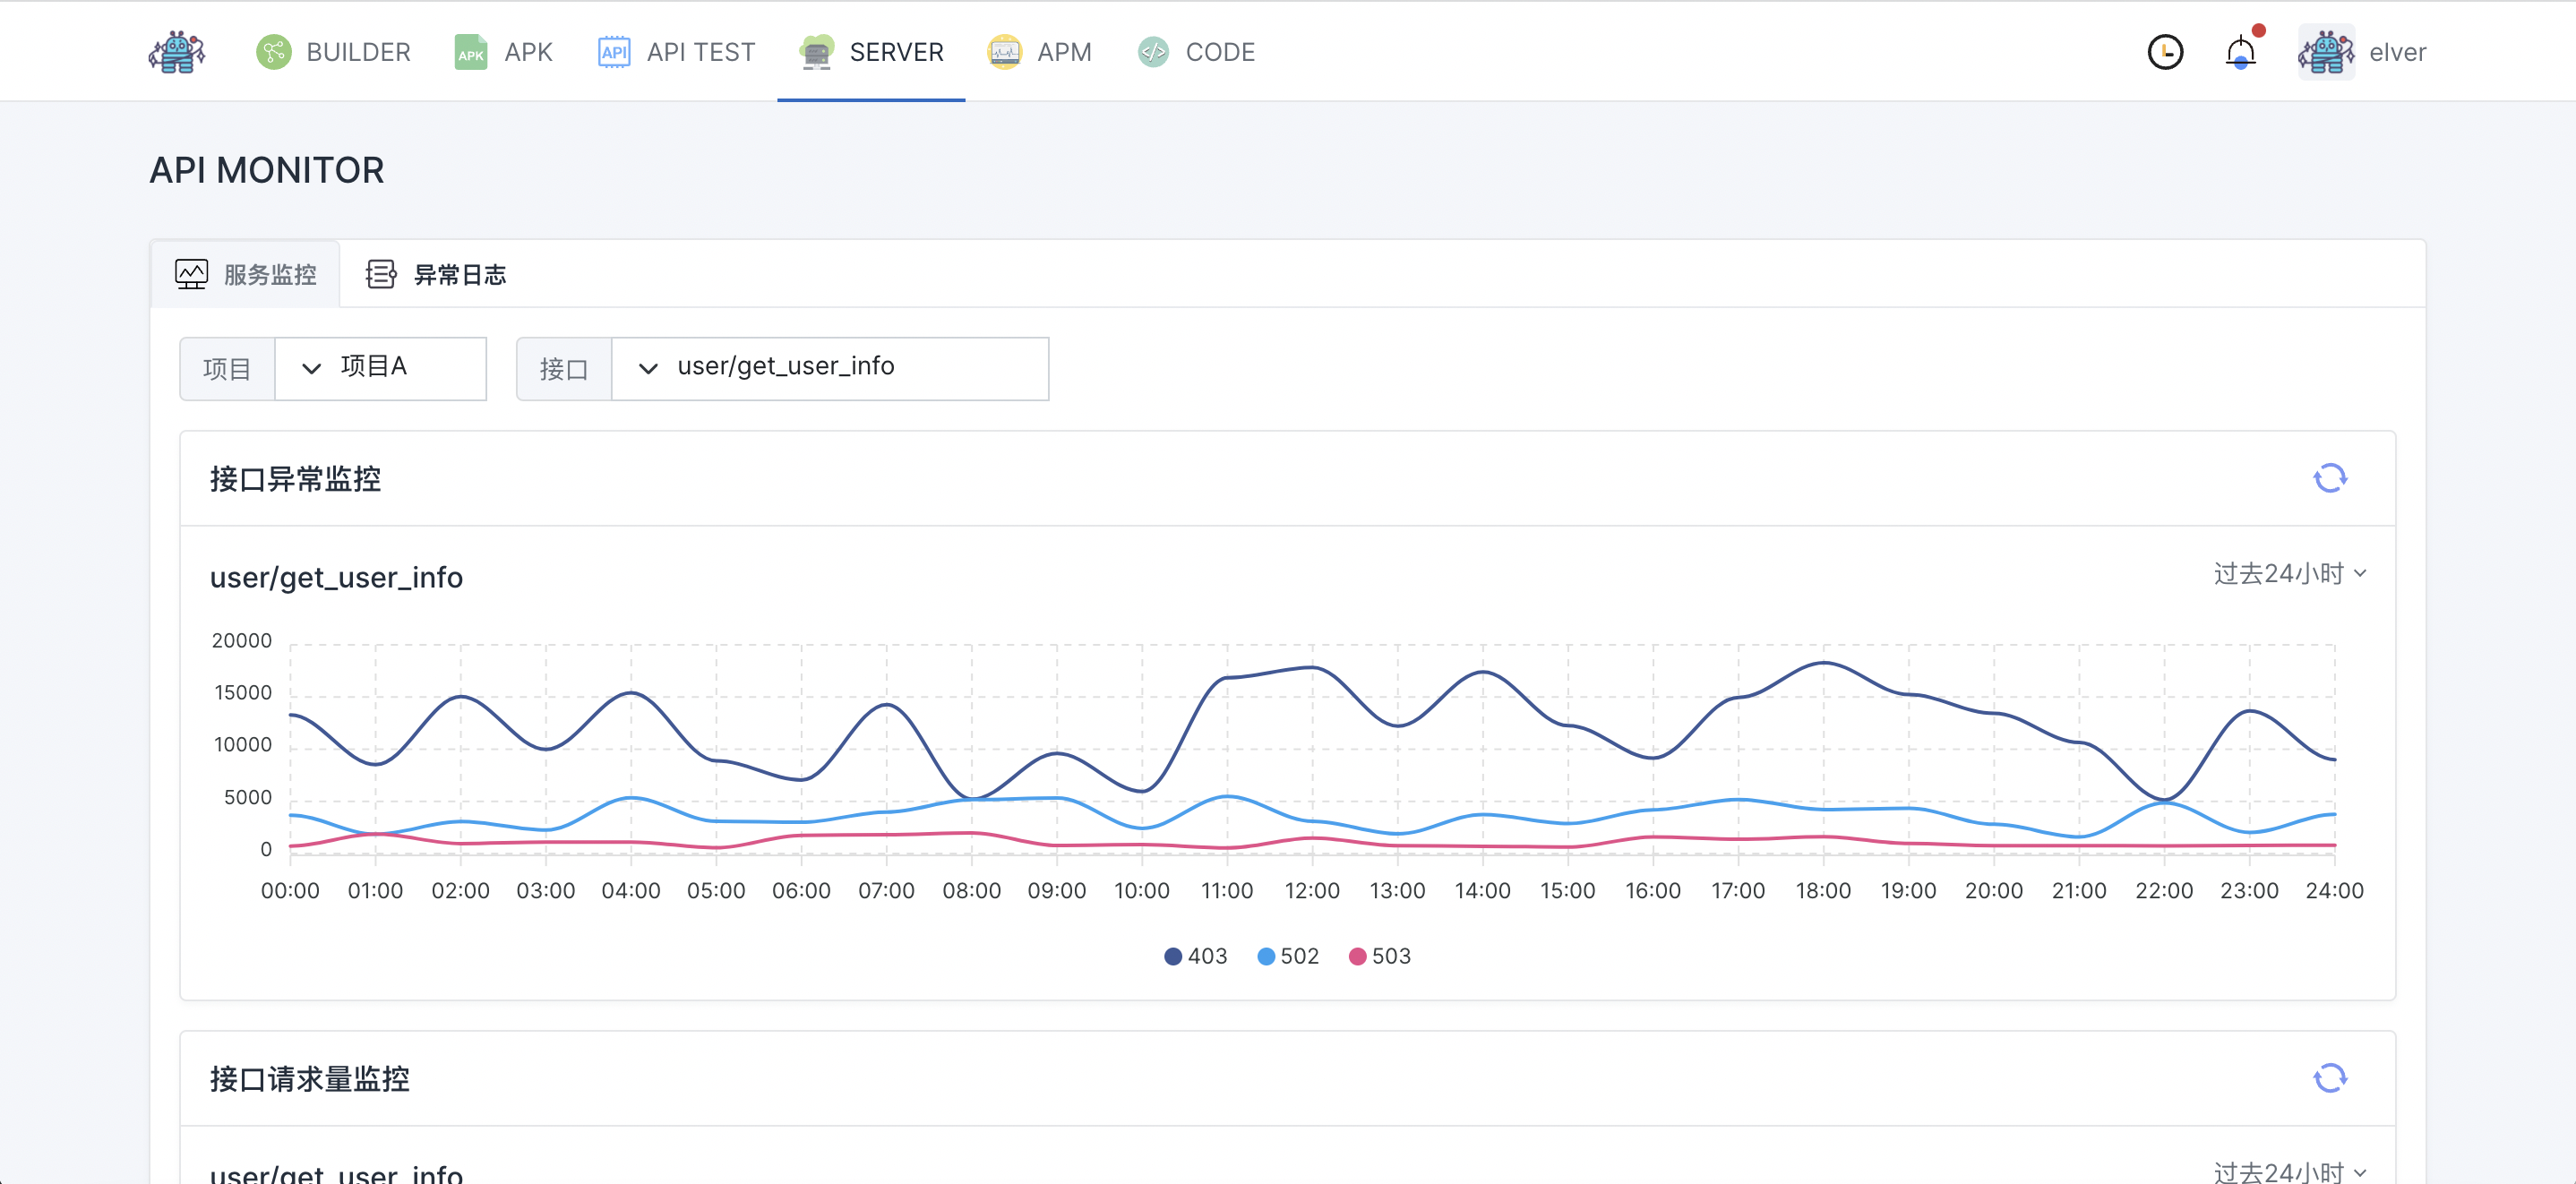 BUILDER APK APK API API TEST SERVER APM CODE elver
API MONITOR
服务监控 异常日志
项目 项目A 接口 user/get_user_info
接口异常监控
user/get_user_info 过去24小时
20000
15000
10000
5000
0
00:00 01:00 02:00 03:00 04:00 05:00 06:00 07:00 08:00 09:00 10:00 11:00 12:00 13:00 14:00 15:00 16:00 17:00 18:00 19:00 20:00 21:00 22:00 23:00 24:00
403 502 503
接口请求量监控
user/get_user_info 过去24小时